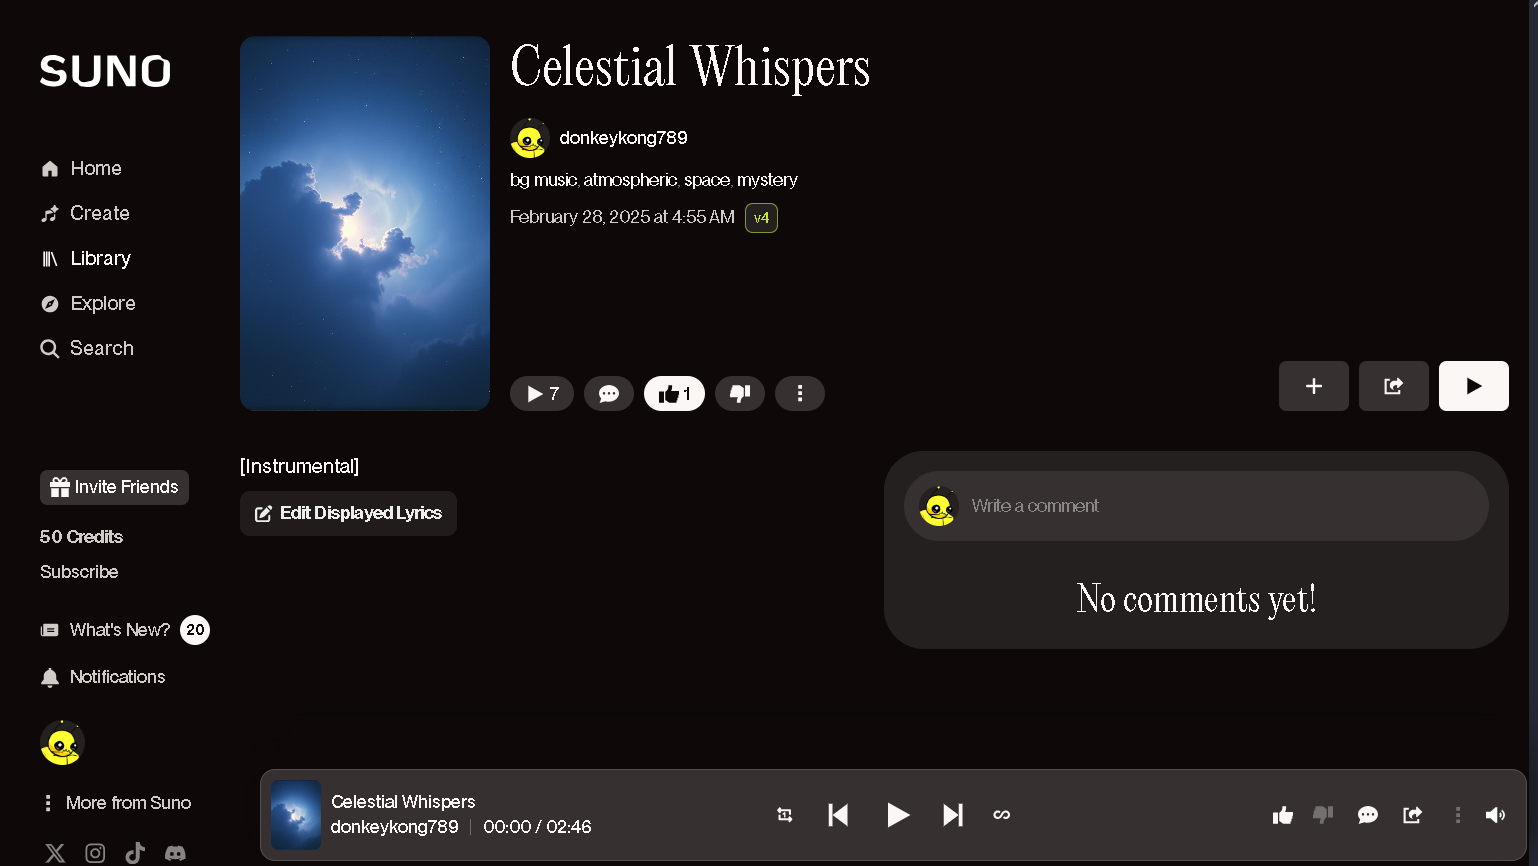 SUNO
Home
Create
Library
Explore
Search
Invite Friends
50 Credits
Subscribe
What's New? 20
Notifications
More from Suno
Celestial Whispers
donkeykong789
bg music, atmospheric, space, mystery
February 28, 2025 at 4:55 AM v4
7
1
[Instrumental]
Edit Displayed Lyrics
Write a comment
No comments yet!
Celestial Whispers
donkeykong789 | 00:00 / 02:46